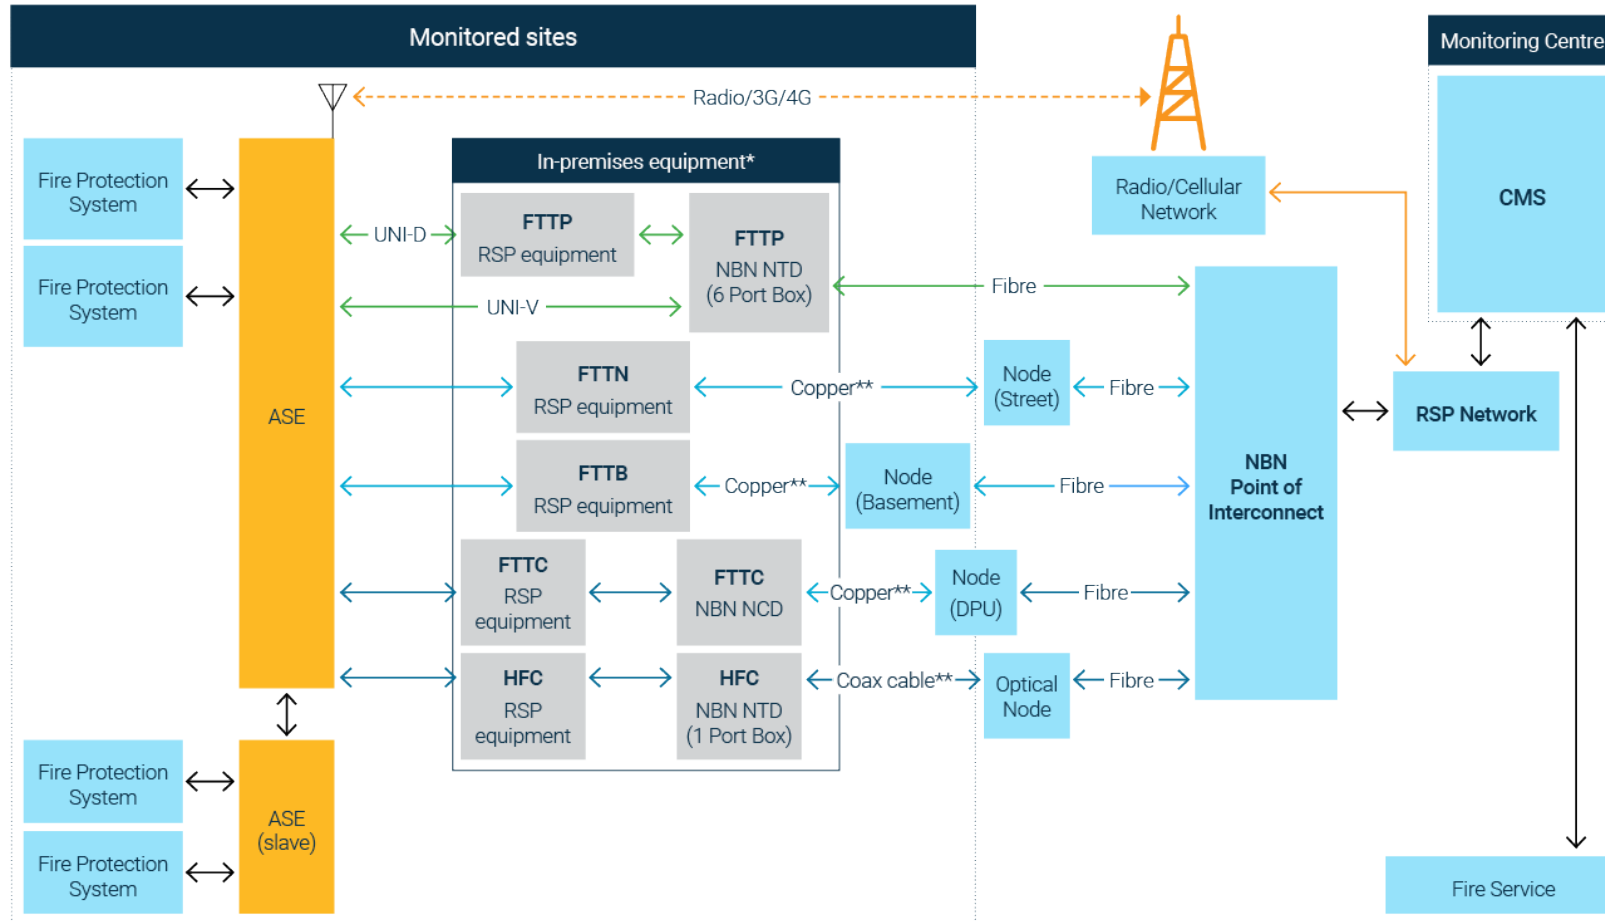 Monitored sites
Monitoring Centre
Radio/3G/4G
CMS
Fire Protection
System
Fire Protection
System
ASE
In-premises equipment*
UNI-D
FTTP
RSP equipment
FTTP
NBN NTD
(6 Port Box)
UNI-V
Fibre
Radio/Cellular
Network
FTTN
RSP equipment
Copper**
Node
(Street)
Fibre
FTTB
RSP equipment
Copper**
Node
(Basement)
Fibre
FTTC
RSP
equipment
FTTC
NBN NCD
Copper**
Node
(DPU)
Fibre
HFC
RSP
equipment
HFC
NBN NTD
(1 Port Box)
Coax cable**
Optical
Node
Fibre
NBN
Point of
Interconnect
RSP Network
Fire Protection
System
Fire Protection
System
ASE
(slave)
Fire Service